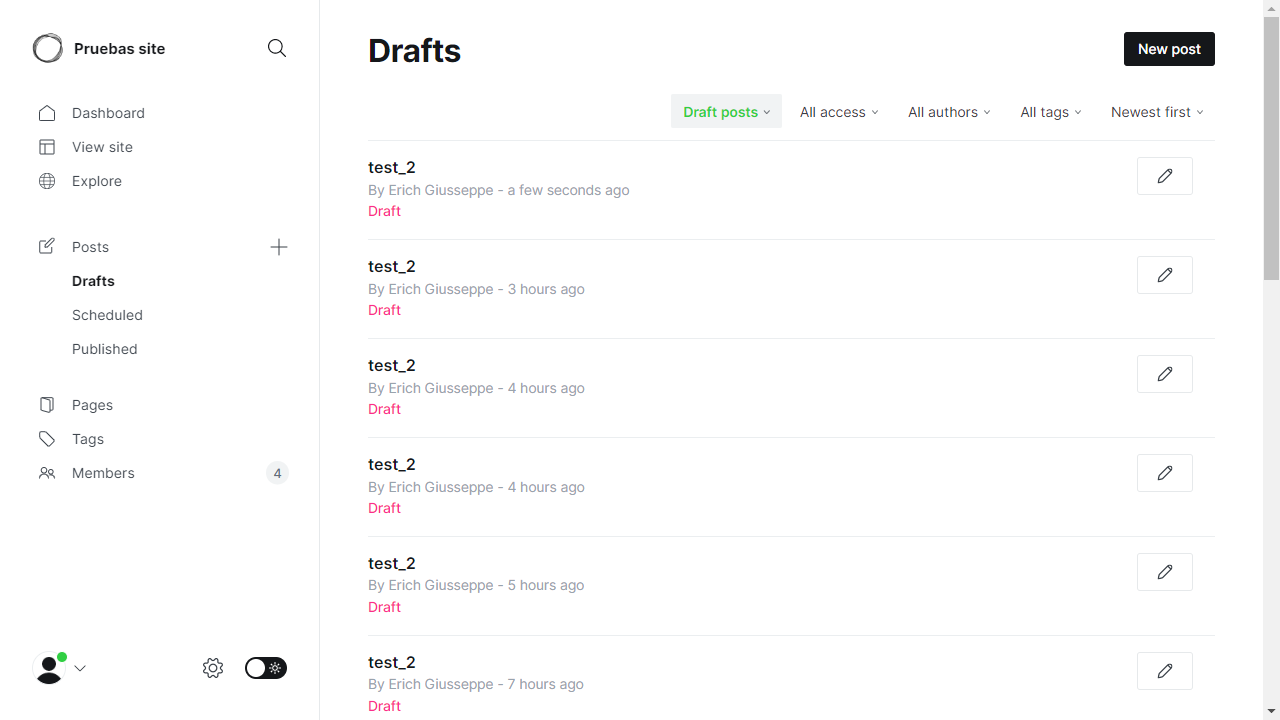 Pruebas site
Dashboard
View site
Explore
Posts
Drafts
Scheduled
Published
Pages
Tags
Members 4
Drafts
New post
Draft posts All access All authors All tags Newest first
test_2
By Erich Giusseppe - a few seconds ago
Draft
test_2
By Erich Giusseppe - 3 hours ago
Draft
test_2
By Erich Giusseppe - 4 hours ago
Draft
test_2
By Erich Giusseppe - 4 hours ago
Draft
test_2
By Erich Giusseppe - 5 hours ago
Draft
test_2
By Erich Giusseppe - 7 hours ago
Draft